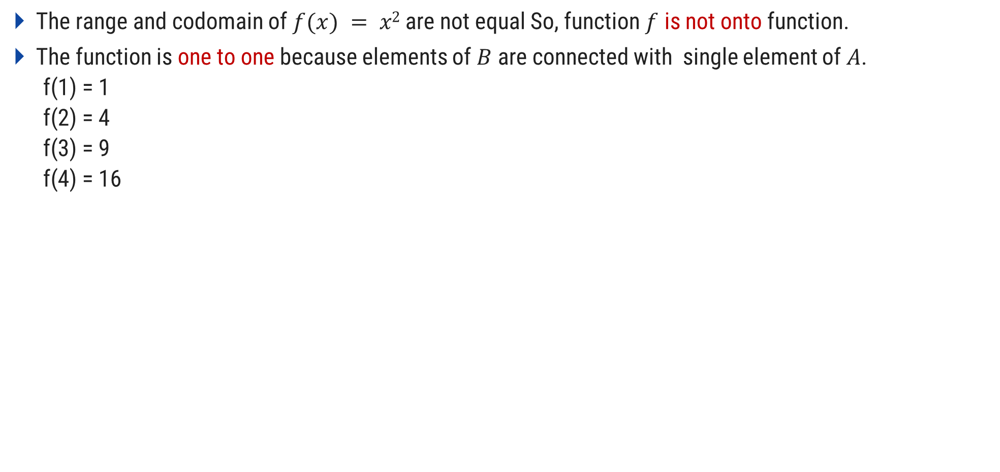 The range and codomain of f(x) = x² are not equal So, function f is not onto function.
The function is one to one because elements of B are connected with single element of A.
f(1) = 1
f(2) = 4
f(3) = 9
f(4) = 16